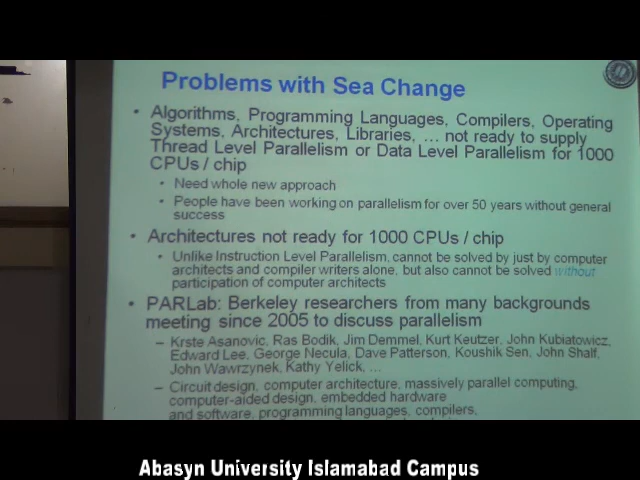 Problems with Sea Change
• Algorithms, Programming Languages, Compilers, Operating
Systems, Architectures, Libraries, … not ready to supply
Thread Level Parallelism or Data Level Parallelism for 1000
CPUs / chip
• Need whole new approach
• People have been working on parallelism for over 50 years without general
success
• Architectures not ready for 1000 CPUs / chip
• Unlike Instruction Level Parallelism, cannot be solved by just by computer
architects and compiler writers alone, but also cannot be solved without
participation of computer architects
• PARLab: Berkeley researchers from many backgrounds
meeting since 2005 to discuss parallelism
– Krste Asanovic, Ras Bodik, Jim Demmel, Kurt Keutzer, John Kubiatowicz,
Edward Lee, George Necula, Dave Patterson, Koushik Sen, John Shalf,
John Wawrzynek, Kathy Yelick, …
– Circuit design, computer architecture, massively parallel computing,
computer-aided design, embedded hardware
and software, programming languages, compilers,
Abasyn University Islamabad Campus